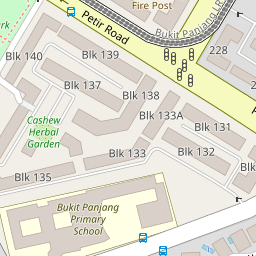 Fire Post
Petir Road
Bukit Panjang LR
228
Blk 140
Blk 139
Blk 137
Blk 138
Cashew
Herbal
Garden
Blk 133A
Blk 131
Blk 132
Blk 133
Blk 135
Bukit Panjang
Primary
School